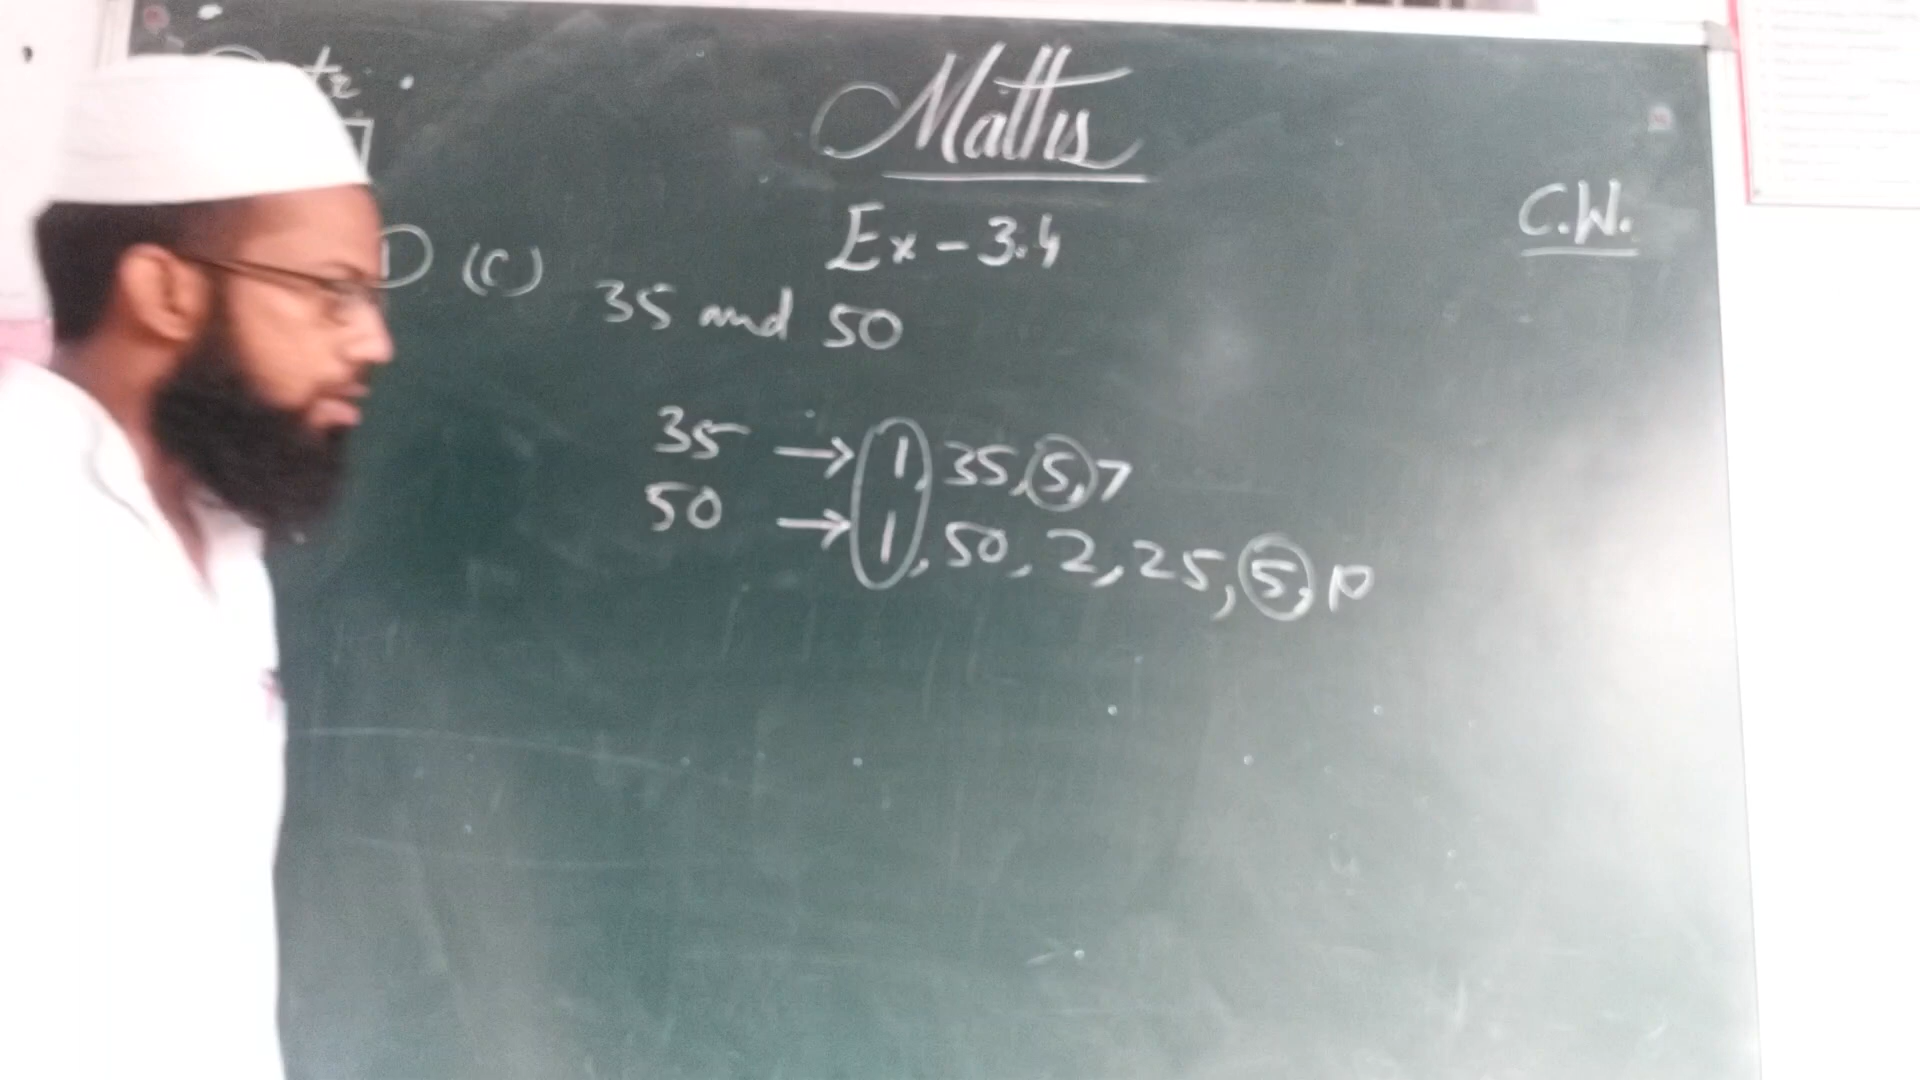 Maths
C.W.
Ex - 3.4
(c) 35 and 50
35 → 1, 35, 5, 7
50 → 1, 50, 2, 25, 5, 10